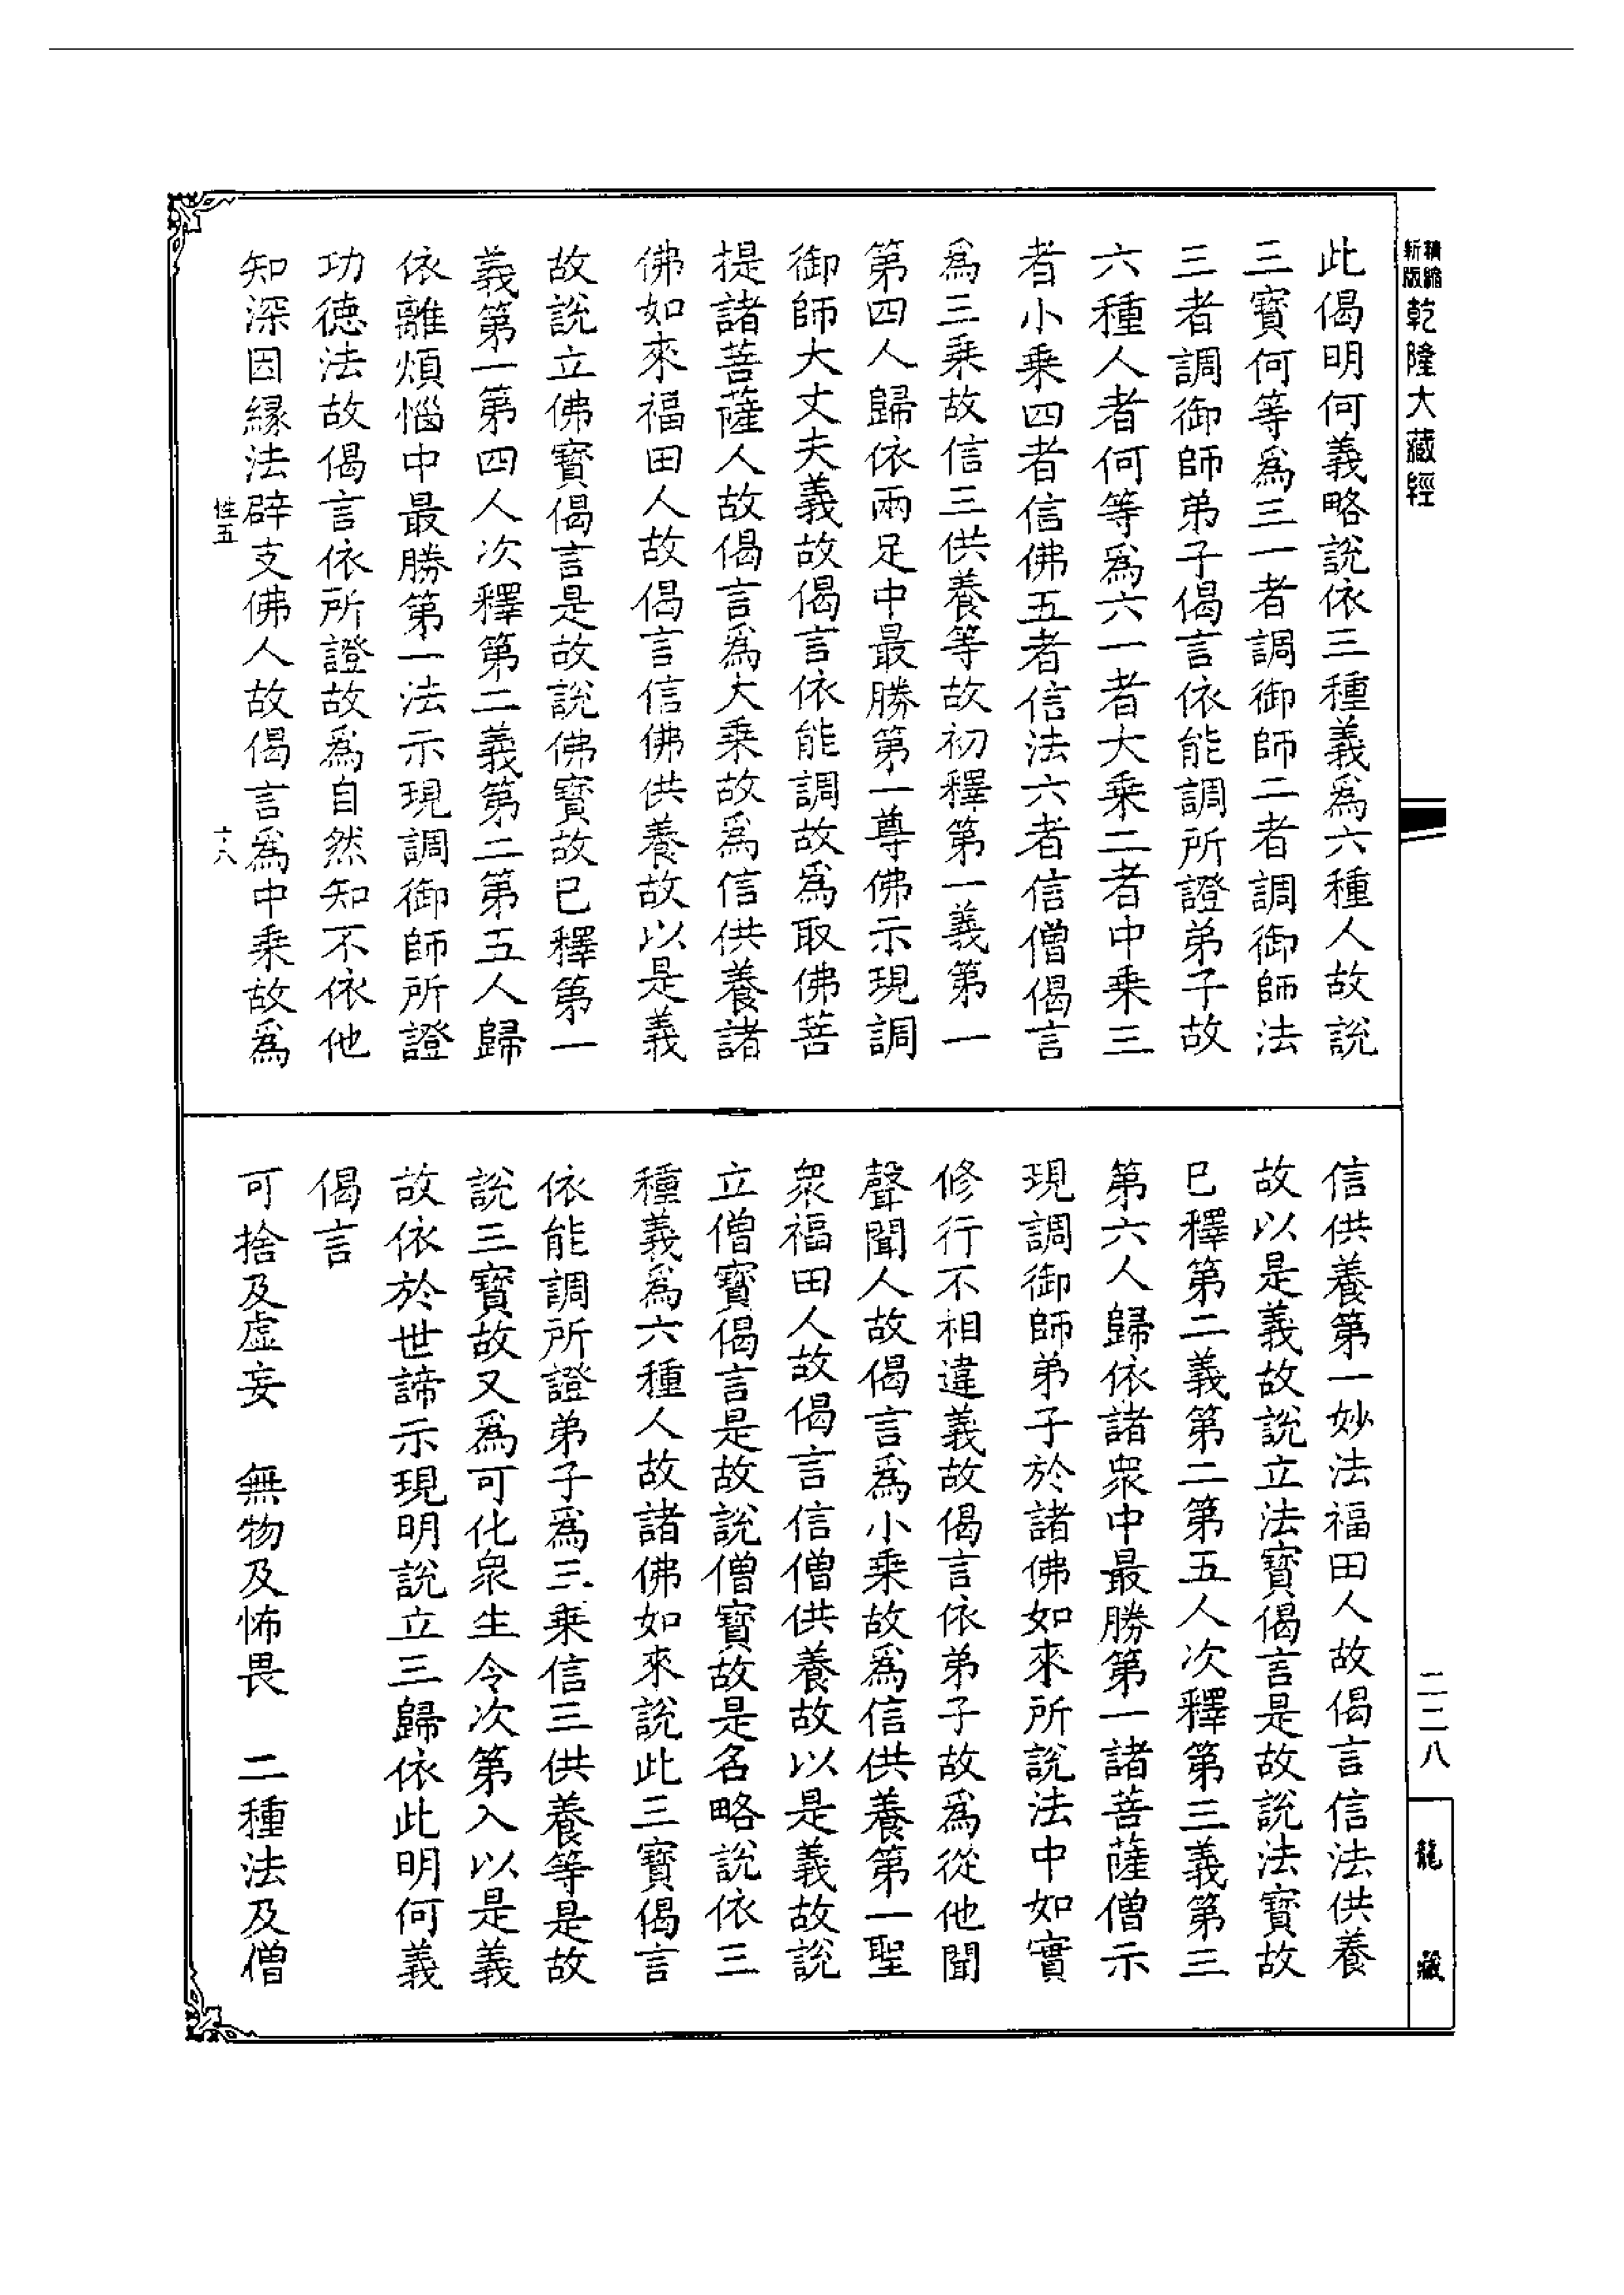 精縮新版乾隆大藏經
此偈明何義略說依三種義爲六種人故說
三寶何等爲三一者調御師二者調御師法
三者調御師弟子偈言依能調所證弟子故
六種人者何等爲六一者大乘二者中乘三
者小乘四者信佛五者信法六者信僧偈言
爲三乘故信三供養等故初釋第一義第一
第四人歸依兩足中最勝第一尊佛示現調
御師大丈夫義故偈言依能調故爲取佛菩
提諸菩薩人故偈言爲大乘故爲信供養諸
佛如來福田人故偈言信佛供養故以是義
故說立佛寶偈言是故說佛寶故已釋第一
義第一第四人次釋第二義第二第五人歸
依離煩惱中最勝第一法示現調御師所證
功德法故偈言依所證故爲自然知不依他
知深因緣法辟支佛人故偈言爲中乘故爲
性五
十八
信供養第一妙法福田人故偈言信法供養
故以是義故說立法寶偈言是故說法寶故
已釋第二義第二第五人次釋第三義第三
第六人歸依諸眾中最勝第一諸菩薩僧示
現調御師弟子於諸佛如來所說法中如實
修行不相違義故偈言依弟子故爲從他聞
聲聞人故偈言爲小乘故爲信供養第一聖
眾福田人故偈言信僧供養故以是義故說
立僧寶偈言是故說僧寶故是名略說依三
種義爲六種人故諸佛如來說此三寶偈言
依能調所證弟子爲三乘信三供養等是故
說三寶故又爲可化眾生令次第入以是義
故依於世諦示現明說立三歸依此明何義
偈言
可捨及虛妄　無物及怖畏　二種法及僧
二二八
龍藏